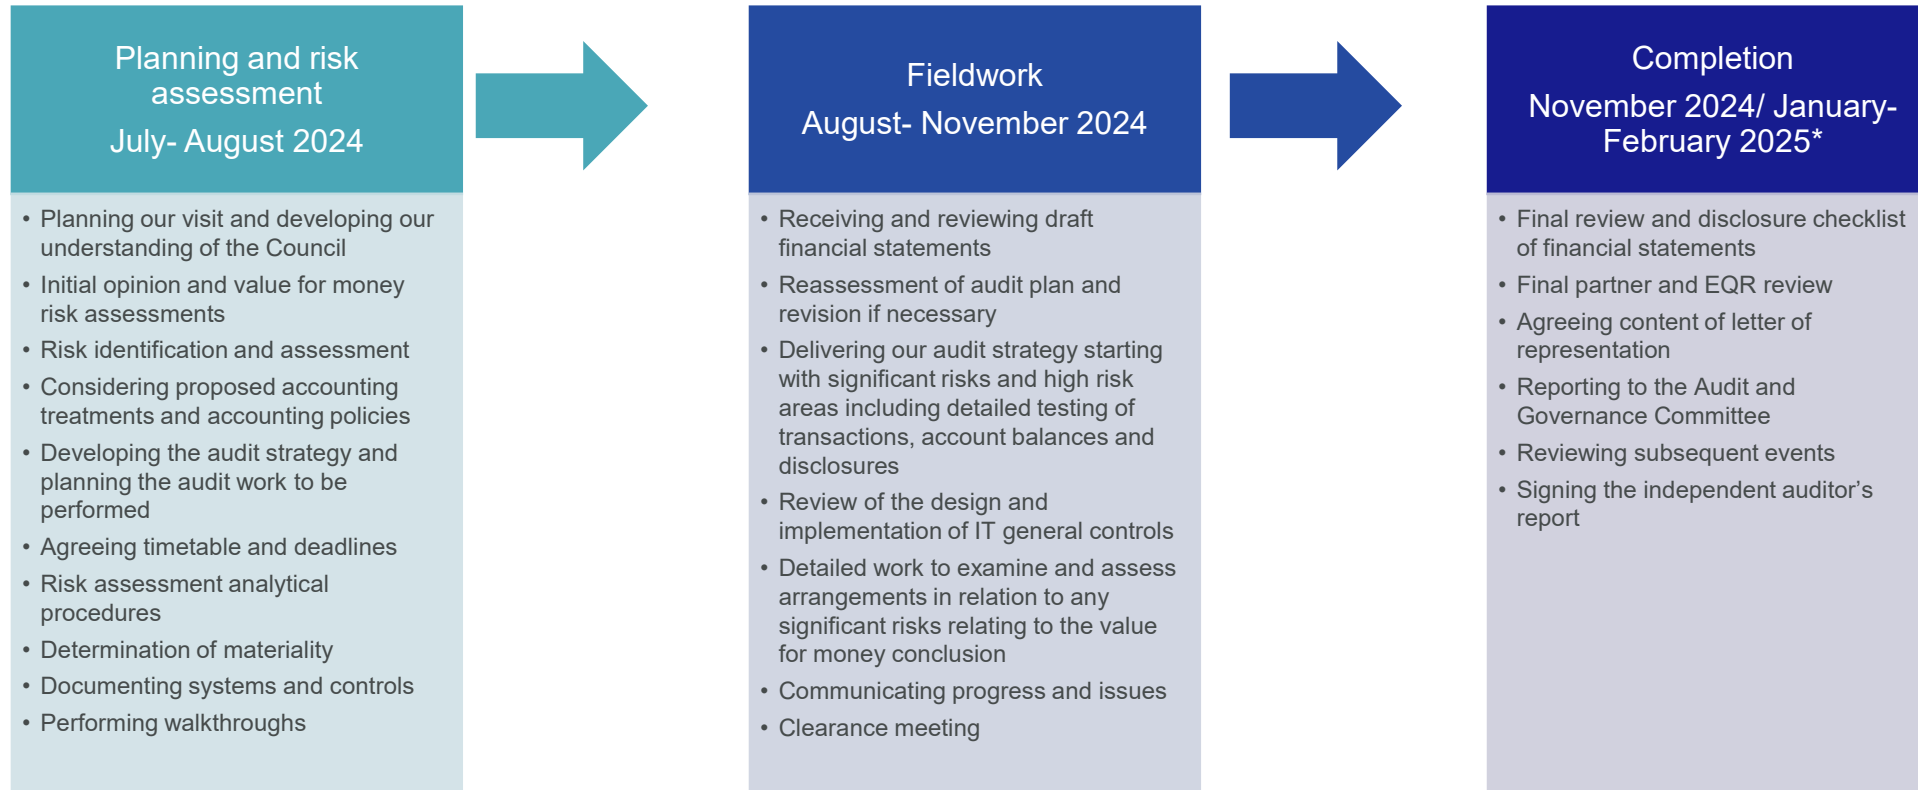 Planning and risk
assessment
July- August 2024
• Planning our visit and developing our
understanding of the Council
• Initial opinion and value for money
risk assessments
• Risk identification and assessment
• Considering proposed accounting
treatments and accounting policies
• Developing the audit strategy and
planning the audit work to be
performed
• Agreeing timetable and deadlines
• Risk assessment analytical
procedures
• Determination of materiality
• Documenting systems and controls
• Performing walkthroughs
Fieldwork
August- November 2024
• Receiving and reviewing draft
financial statements
• Reassessment of audit plan and
revision if necessary
• Delivering our audit strategy starting
with significant risks and high risk
areas including detailed testing of
transactions, account balances and
disclosures
• Review of the design and
implementation of IT general controls
• Detailed work to examine and assess
arrangements in relation to any
significant risks relating to the value
for money conclusion
• Communicating progress and issues
• Clearance meeting
Completion
November 2024/ January-
February 2025*
• Final review and disclosure checklist
of financial statements
• Final partner and EQR review
• Agreeing content of letter of
representation
• Reporting to the Audit and
Governance Committee
• Reviewing subsequent events
• Signing the independent auditor’s
report